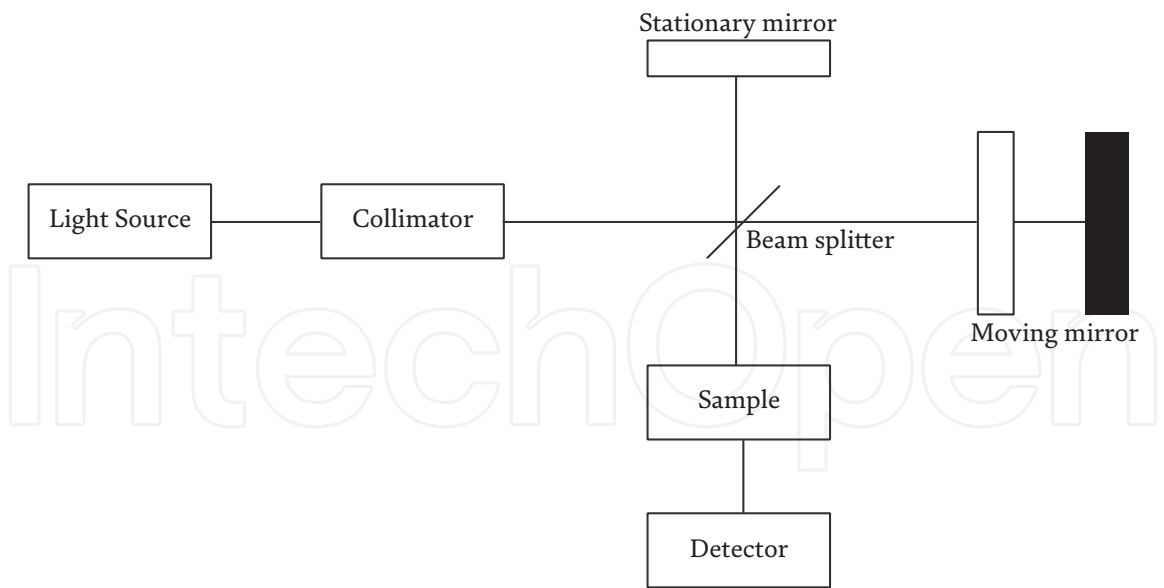 Stationary mirror
Light Source
Collimator
Beam splitter
Moving mirror
IntechOpen
Sample
Detector